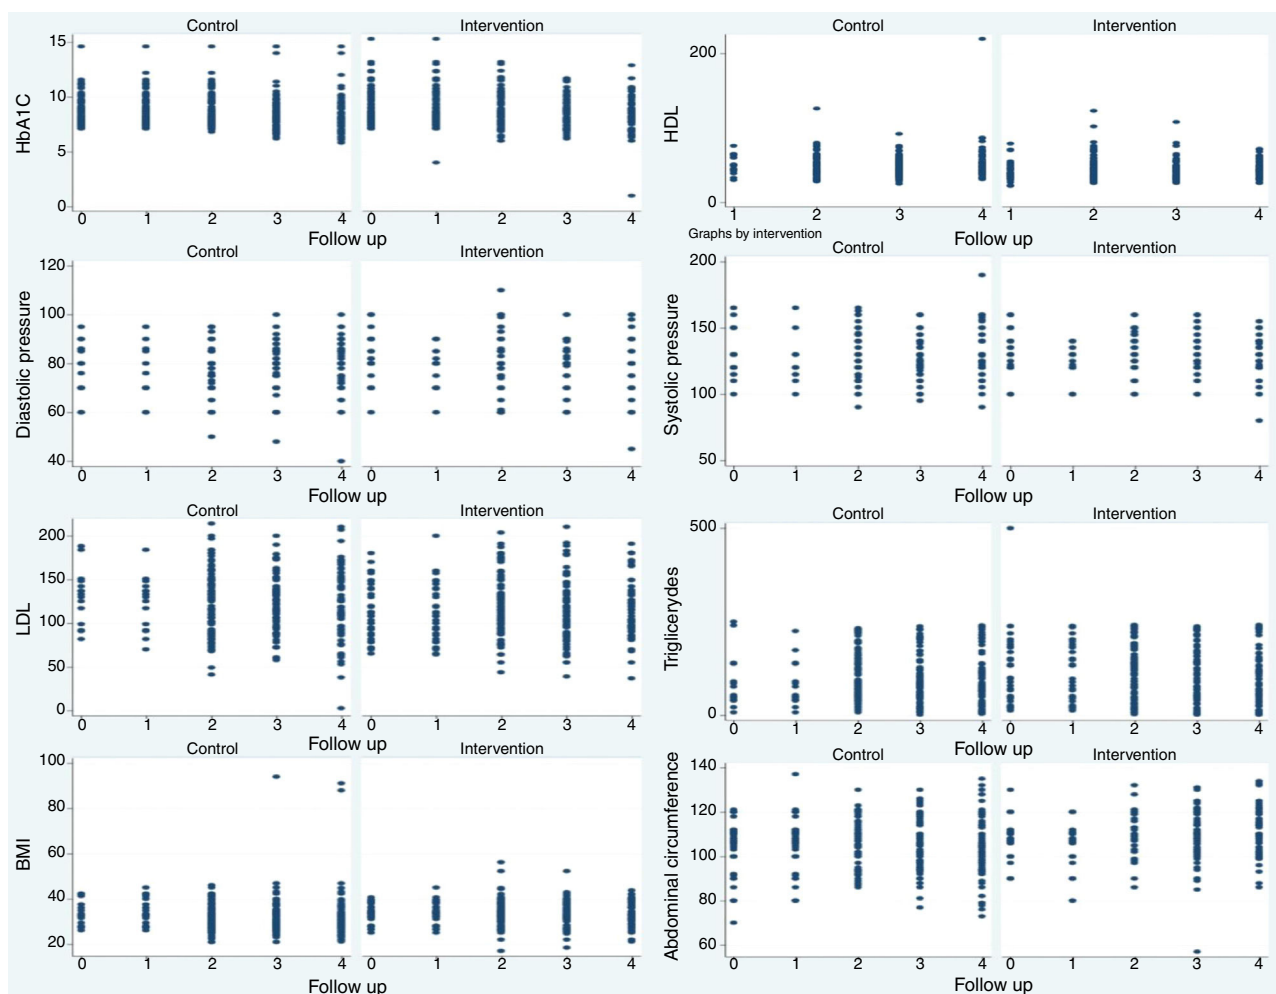 Control Intervention
HbA1C
15
10
5
0
0 1 2 3 4 0 1 2 3 4
Follow up
Control Intervention
HDL
200
0
1 2 3 4 1 2 3 4
Follow up
Graphs by intervention
Control Intervention
Diastolic pressure
120
100
80
60
40
0 1 2 3 4 0 1 2 3 4
Follow up
Control Intervention
Systolic pressure
200
150
100
50
0 1 2 3 4 0 1 2 3 4
Follow up
Control Intervention
LDL
200
150
100
50
0
0 1 2 3 4 0 1 2 3 4
Follow up
Control Intervention
Triglicerydes
500
0
0 1 2 3 4 0 1 2 3 4
Follow up
Control Intervention
BMI
100
80
60
40
20
0 1 2 3 4 0 1 2 3 4
Follow up
Control Intervention
Abdominal circumference
140
120
100
80
60
0 1 2 3 4 0 1 2 3 4
Follow up